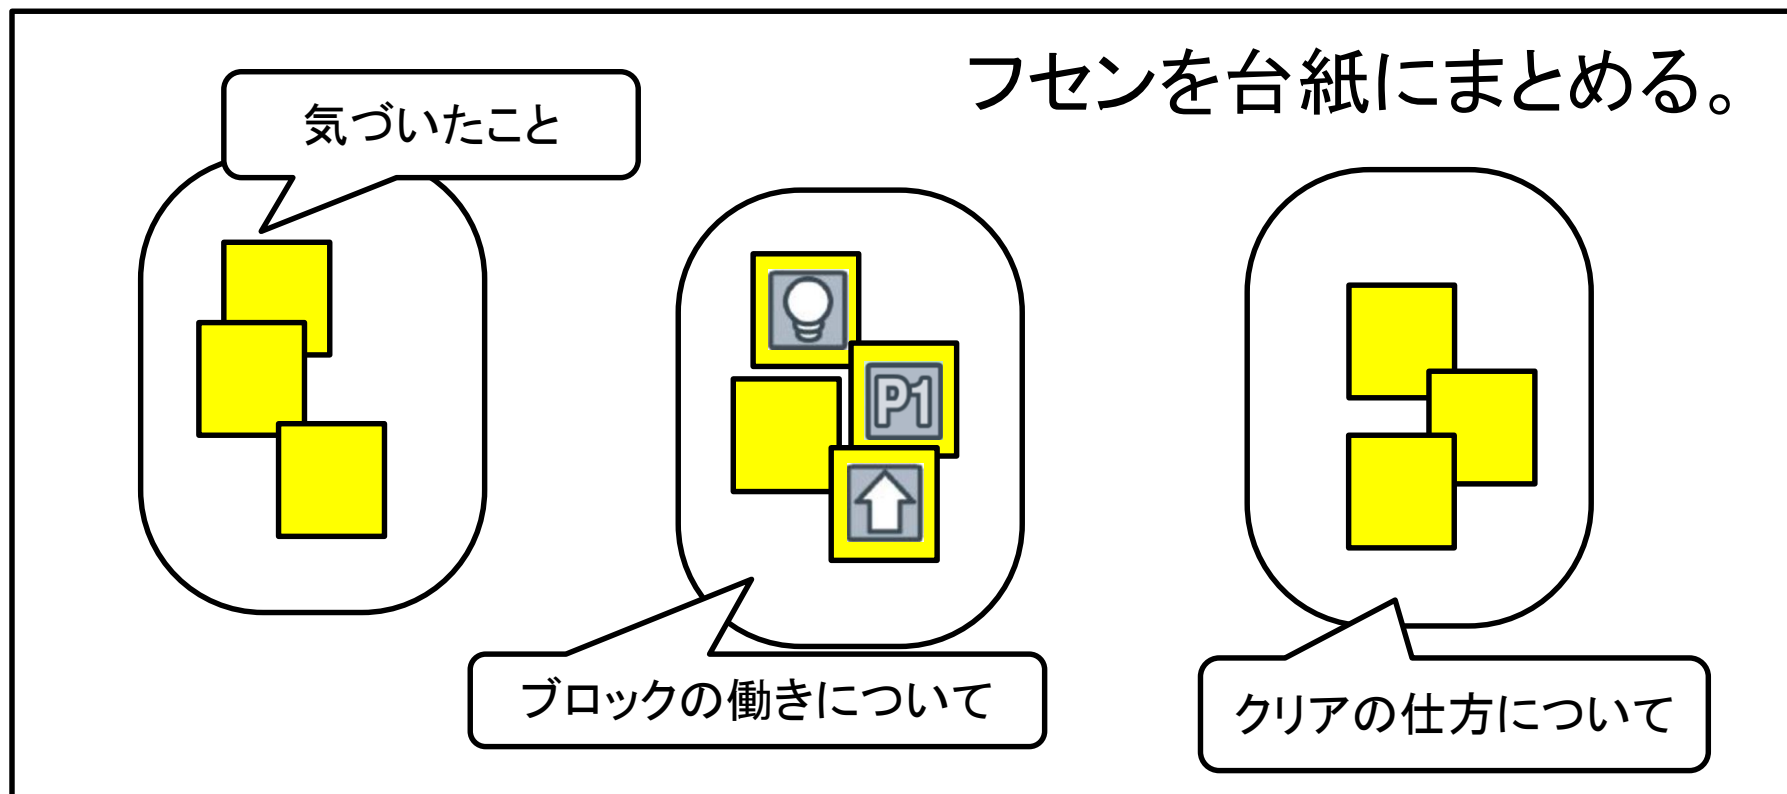 フセンを台紙にまとめる。
気づいたこと
P1
ブロックの働きについて
クリアの仕方について